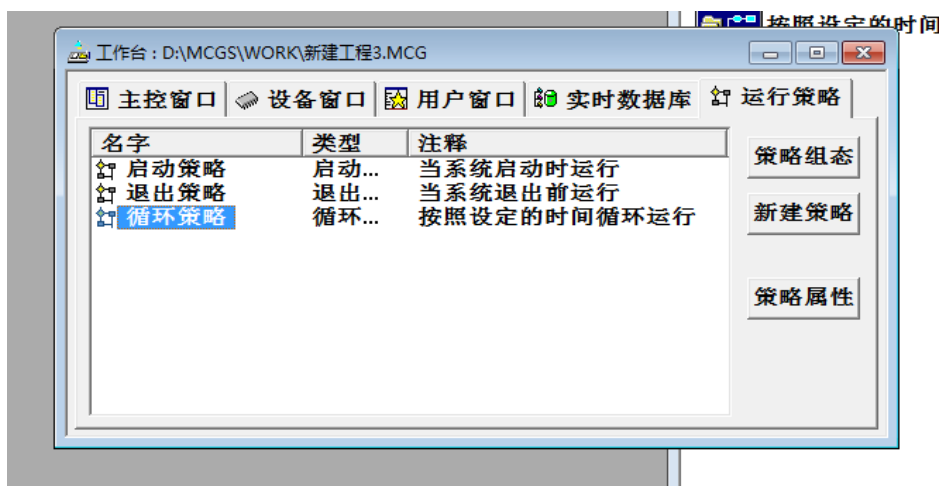 按照设定的时间
工作台：D:\MCGS\WORK\新建工程3.MCG
主控窗口 设备窗口 用户窗口 实时数据库 运行策略
名字 类型 注释
启动策略 启动... 当系统启动时运行
退出策略 退出... 当系统退出前运行
循环策略 循环... 按照设定的时间循环运行
策略组态
新建策略
策略属性